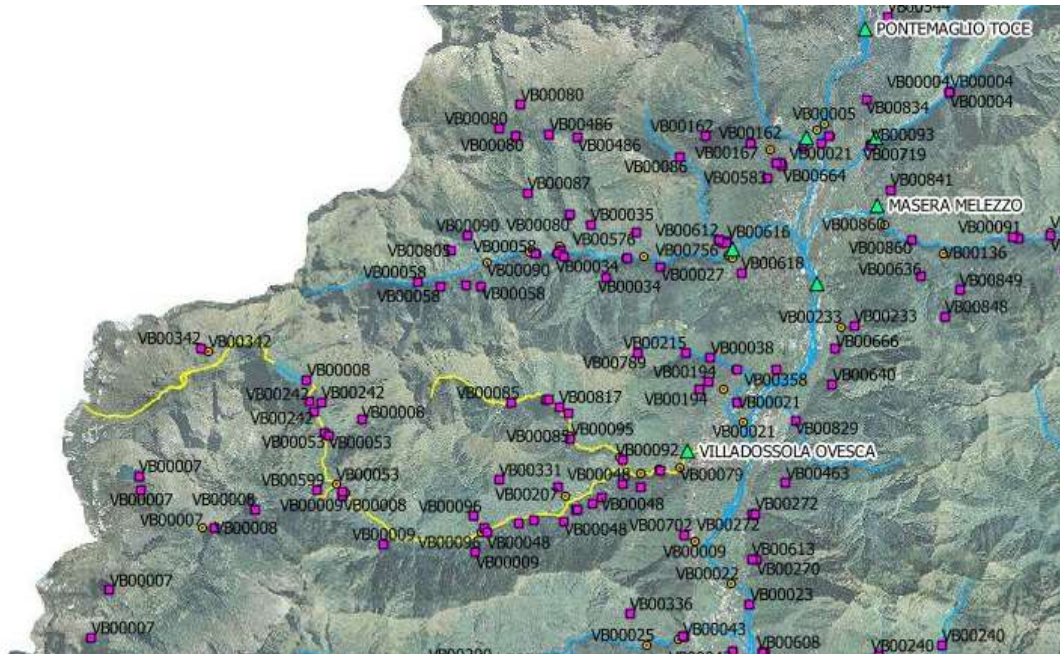 VB00344
PONTEMAGLIO TOCE
VB00004
VB00004
VB00080
VB00834
VB00004
VB00005
VB00080
VB00486
VB00162
VB00162
VB00093
VB00080
VB00486
VB00167
VB00021
VB00719
VB00086
VB00583
VB00664
VB00087
VB00841
MASERA MELEZZO
VB00035
VB00090
VB00080
VB00612
VB00616
VB00860
VB00091
VB00805
VB00058
VB00576
VB00756
VB00860
VB00136
VB00058
VB00090
VB00034
VB00027
VB00618
VB00636
VB00849
VB00058
VB00058
VB00034
VB00848
VB00233
VB00233
VB00342
VB00342
VB00215
VB00038
VB00666
VB00789
VB00008
VB00194
VB00358
VB00640
VB00242
VB00242
VB00085
VB00817
VB00194
VB00021
VB00242
VB00008
VB00021
VB00829
VB00053
VB00053
VB00085
VB00095
VB00092
VILLADOSSOLA OVESCA
VB00007
VB00053
VB00331
VB00048
VB00079
VB00463
VB00007
VB00599
VB00207
VB00008
VB00009
VB00008
VB00048
VB00272
VB00007
VB00008
VB00096
VB00048
VB00702
VB00272
VB00009
VB00096
VB00048
VB00009
VB00009
VB00613
VB00270
VB00007
VB00022
VB00023
VB00336
VB00007
VB00025
VB00043
VB00608
VB00240
VB00240